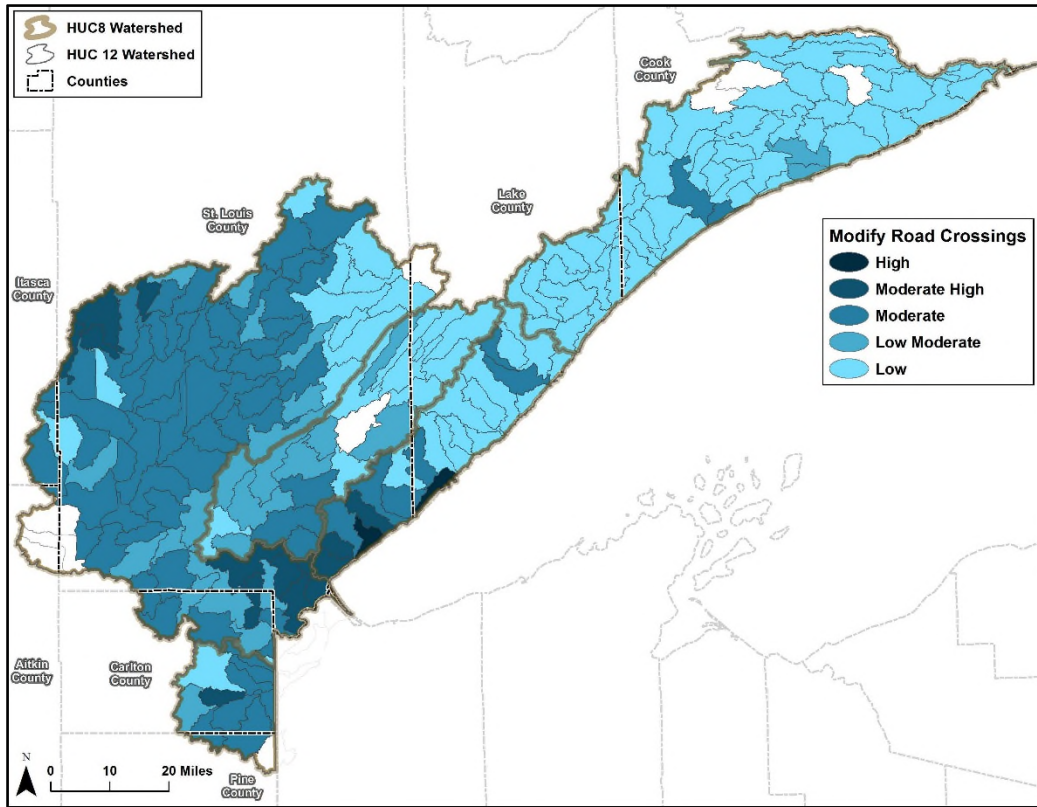 HUC8 Watershed
HUC 12 Watershed
Counties
Cook
County
Lake
County
St. Louis
County
Itasca
County
Modify Road Crossings
High
Moderate High
Moderate
Low Moderate
Low
Aitkin
County
Carlton
County
Pine
County
N
0 10 20 Miles